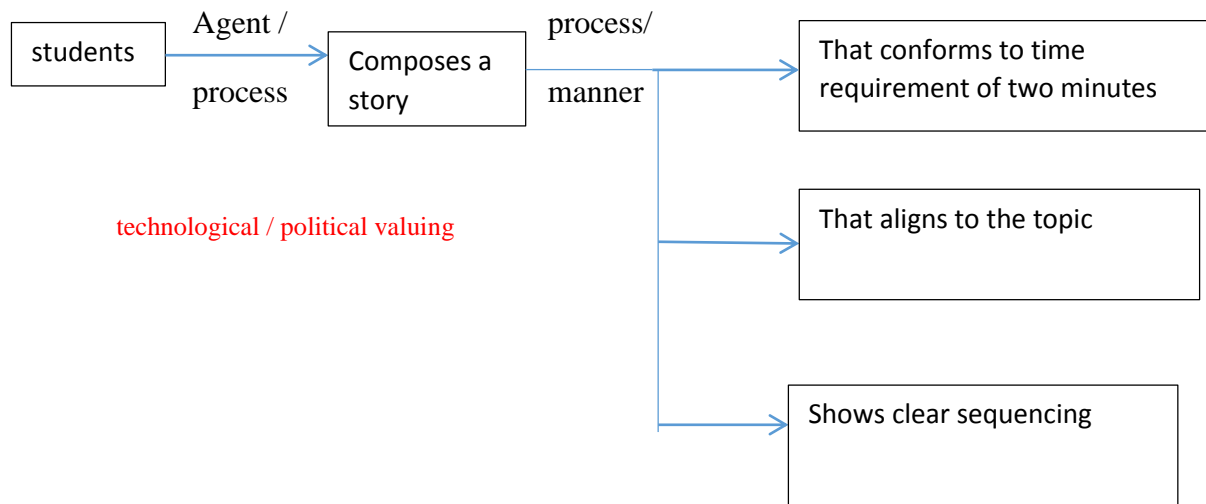 students
Agent /
process
Composes a
story
process/
manner
That conforms to time
requirement of two minutes
technological / political valuing
That aligns to the topic
Shows clear sequencing